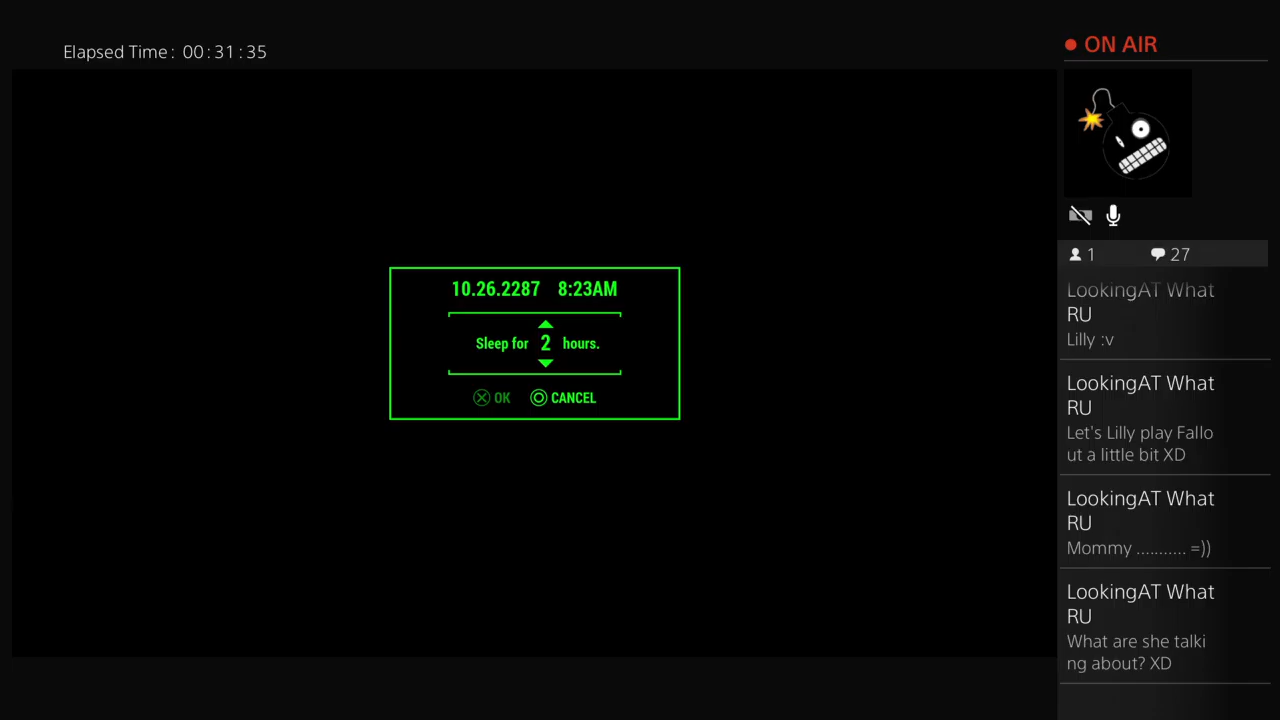 Elapsed Time: 00:31:35
ON AIR
10.26.2287 8:23AM
Sleep for 2 hours.
OK CANCEL
1 27
LookingAT What
RU
Lilly :v
LookingAT What
RU
Let's Lilly play Fallo
ut a little bit XD
LookingAT What
RU
Mommy ........... =))
LookingAT What
RU
What are she talki
ng about? XD